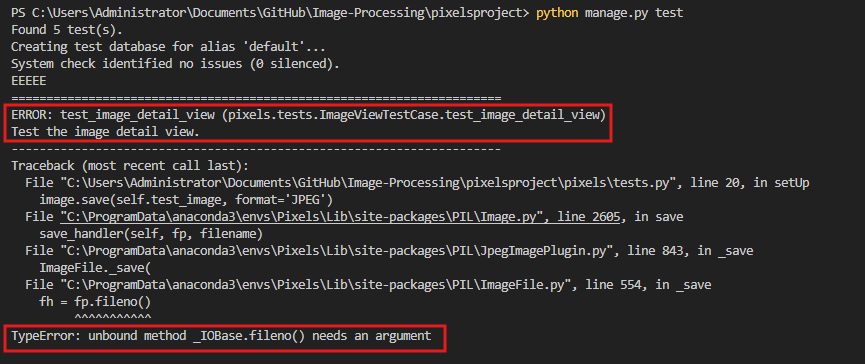 PS C:\Users\Administrator\Documents\GitHub\Image-Processing\pixelsproject> python manage.py test
Found 5 test(s).
Creating test database for alias 'default'...
System check identified no issues (0 silenced).
EEEEE
======================================================================
ERROR: test_image_detail_view (pixels.tests.ImageViewTestCase.test_image_detail_view)
Test the image detail view.
----------------------------------------------------------------------
Traceback (most recent call last):
  File "C:\Users\Administrator\Documents\GitHub\Image-Processing\pixelsproject\pixels\tests.py", line 20, in setUp
    image.save(self.test_image, format='JPEG')
  File "C:\ProgramData\anaconda3\envs\Pixels\Lib\site-packages\PIL\Image.py", line 2605, in save
    save_handler(self, fp, filename)
  File "C:\ProgramData\anaconda3\envs\Pixels\Lib\site-packages\PIL\JpegImagePlugin.py", line 843, in _save
    ImageFile._save(
  File "C:\ProgramData\anaconda3\envs\Pixels\Lib\site-packages\PIL\ImageFile.py", line 554, in _save
    fh = fp.fileno()
         ^^^^^^^^^^^
TypeError: unbound method _IOBase.fileno() needs an argument